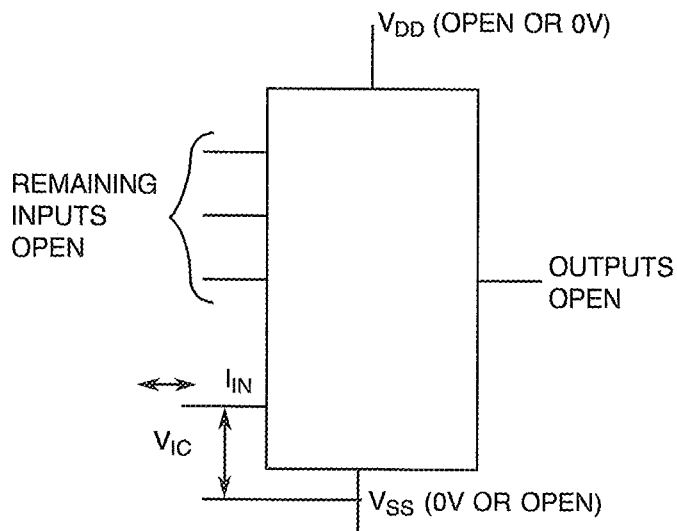 VDD (OPEN OR 0V)
REMAINING
INPUTS
OPEN
OUTPUTS
OPEN
IIN
VIC
VSS (0V OR OPEN)